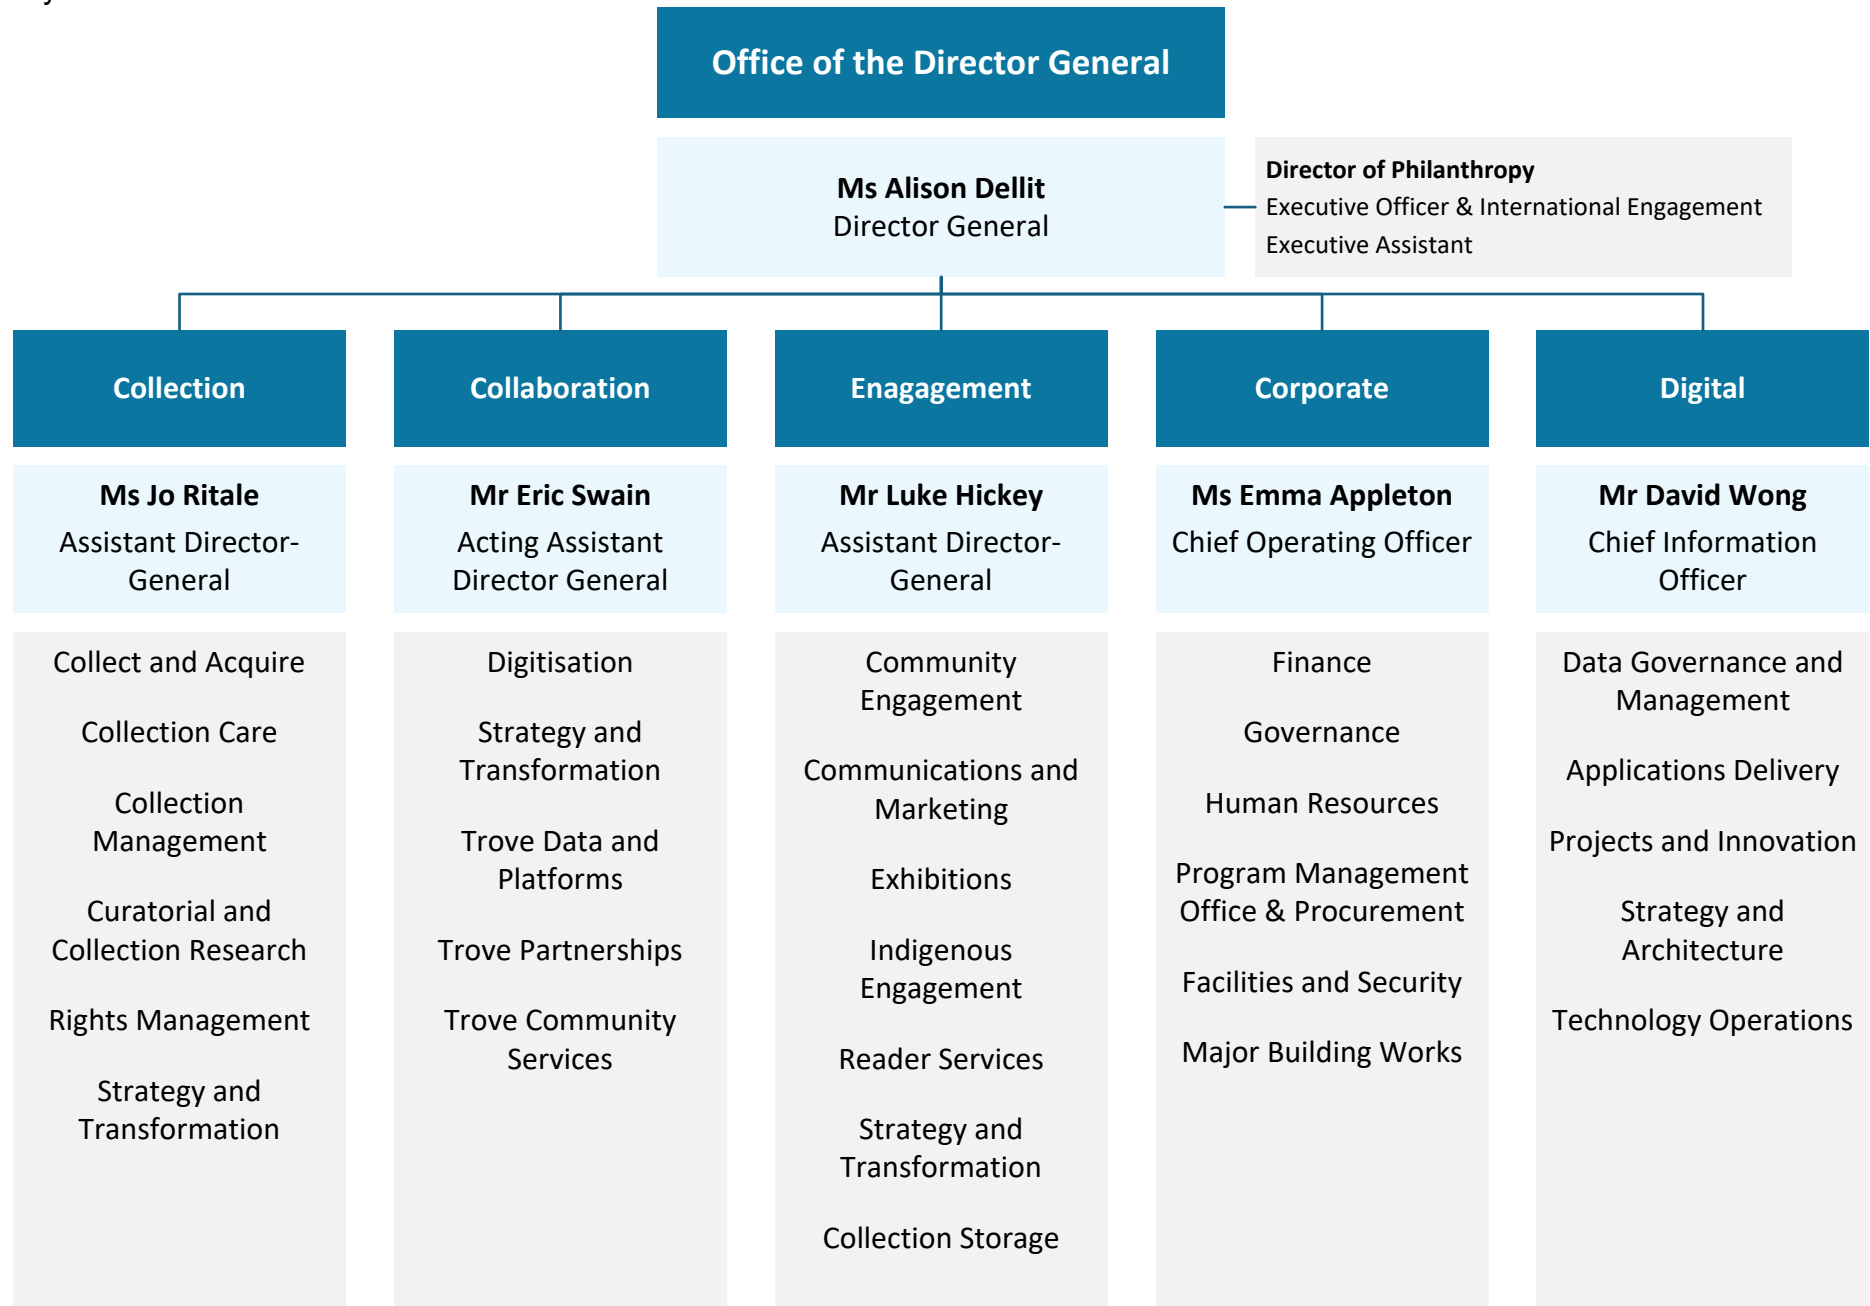 Office of the Director General
Ms Alison Dellit
Director General
Director of Philanthropy
Executive Officer & International Engagement
Executive Assistant
Collection
Ms Jo Ritale
Assistant Director-
General
Collect and Acquire
Collection Care
Collection
Management
Curatorial and
Collection Research
Rights Management
Strategy and
Transformation
Collaboration
Mr Eric Swain
Acting Assistant
Director General
Digitisation
Strategy and
Transformation
Trove Data and
Platforms
Trove Partnerships
Trove Community
Services
Enagagement
Mr Luke Hickey
Assistant Director-
General
Community
Engagement
Communications and
Marketing
Exhibitions
Indigenous
Engagement
Reader Services
Strategy and
Transformation
Collection Storage
Corporate
Ms Emma Appleton
Chief Operating Officer
Finance
Governance
Human Resources
Program Management
Office & Procurement
Facilities and Security
Major Building Works
Digital
Mr David Wong
Chief Information
Officer
Data Governance and
Management
Applications Delivery
Projects and Innovation
Strategy and
Architecture
Technology Operations